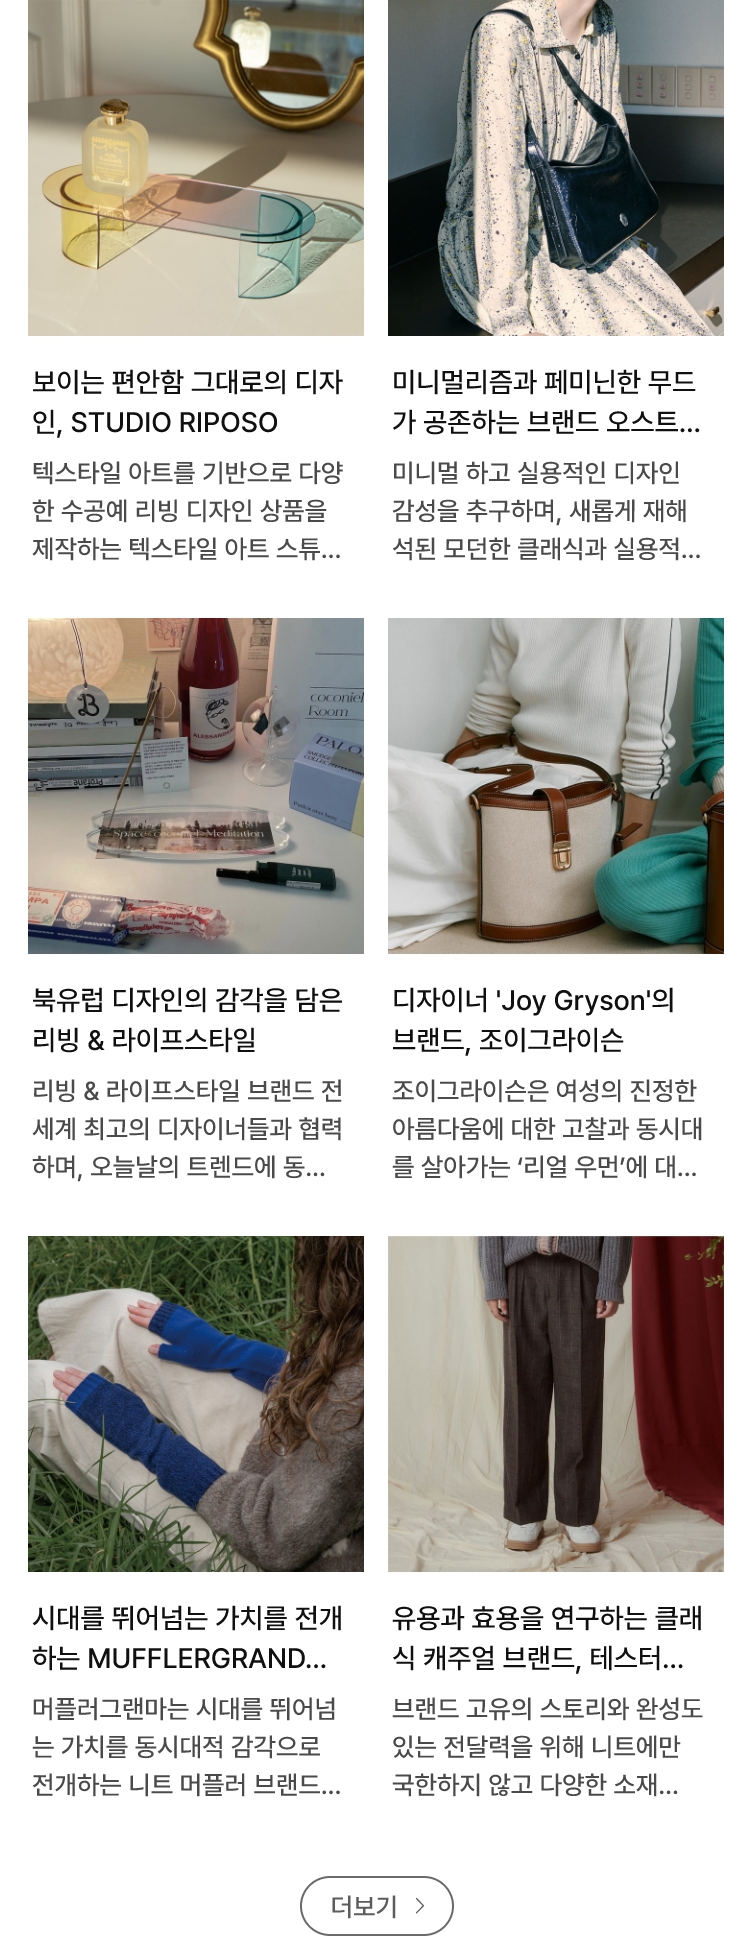 보이는 편안함 그대로의 디자
인, STUDIO RIPOSO
텍스타일 아트를 기반으로 다양
한 수공예 리빙 디자인 상품을
제작하는 텍스타일 아트 스튜...
미니멀리즘과 페미닌한 무드
가 공존하는 브랜드 오스트...
미니멀 하고 실용적인 디자인
감성을 추구하며, 새롭게 재해
석된 모던한 클래식과 실용적...
B
ALESSANDRA
coconiel
Room
PALO
Space coconiel Meditation
북유럽 디자인의 감각을 담은
리빙 & 라이프스타일
리빙 & 라이프스타일 브랜드 전
세계 최고의 디자이너들과 협력
하며, 오늘날의 트렌드에 동...
디자이너 'Joy Gryson'의
브랜드, 조이그라이슨
조이그라이슨은 여성의 진정한
아름다움에 대한 고찰과 동시대
를 살아가는 ‘리얼 우먼’에 대...
시대를 뛰어넘는 가치를 전개
하는 MUFFLERGRAND...
머플러그랜마는 시대를 뛰어넘
는 가치를 동시대적 감각으로
전개하는 니트 머플러 브랜드...
유용과 효용을 연구하는 클래
식 캐주얼 브랜드, 테스터...
브랜드 고유의 스토리와 완성도
있는 전달력을 위해 니트에만
국한하지 않고 다양한 소재...
더보기